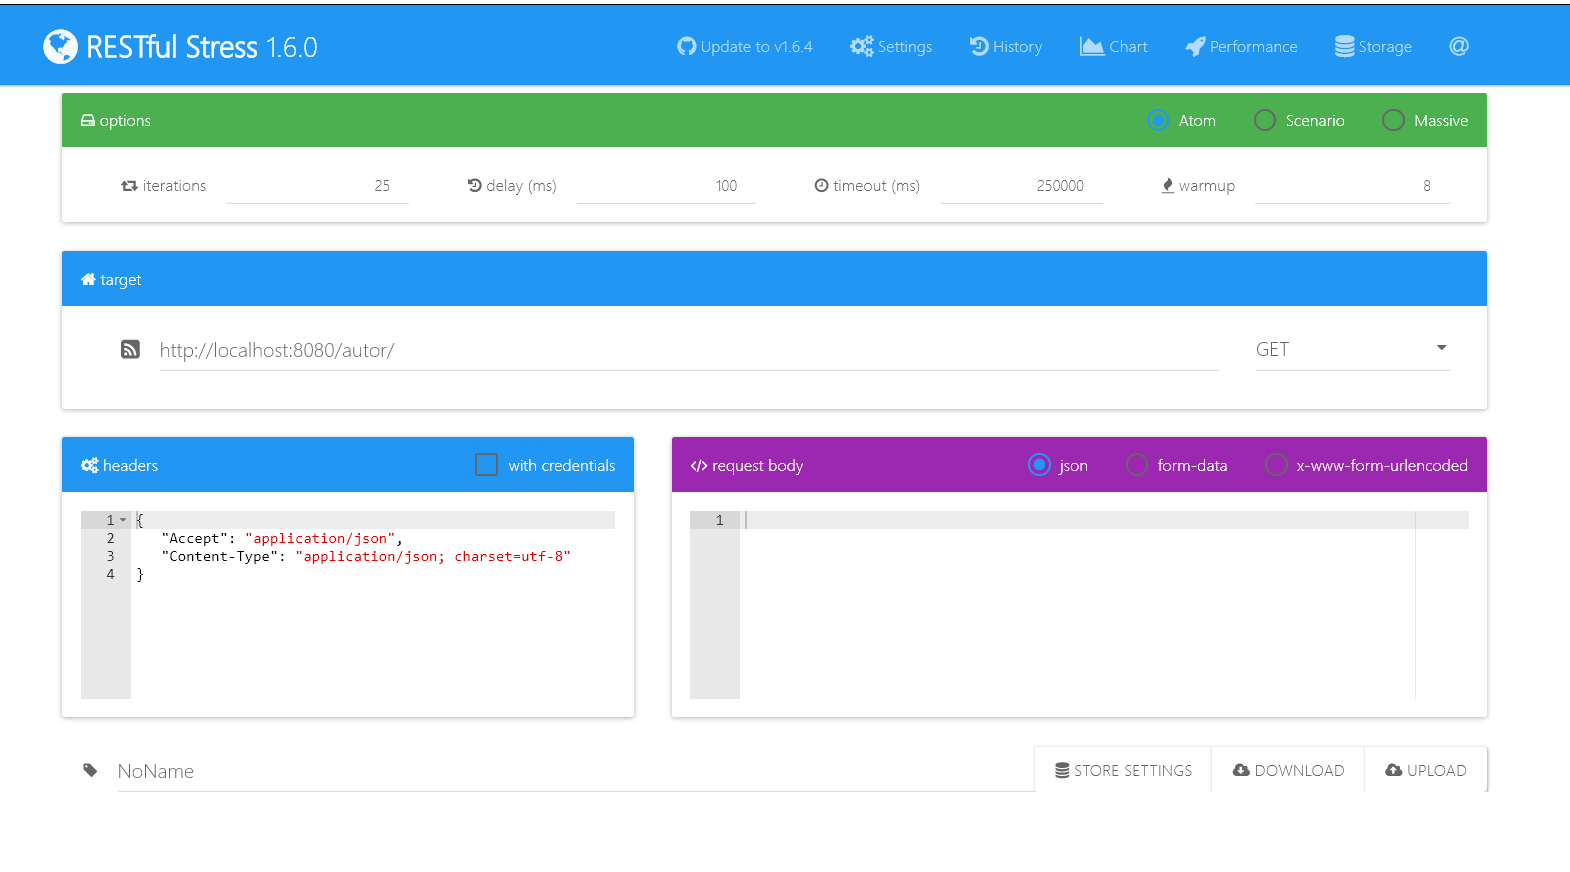 RESTful Stress 1.6.0 Update to v1.6.4 Settings History Chart Performance Storage @
options Atom Scenario Massive
iterations 25 delay (ms) 100 timeout (ms) 250000 warmup 8
target
http://localhost:8080/autor/ GET
headers with credentials
1 {
2 "Accept": "application/json",
3 "Content-Type": "application/json; charset=utf-8"
4 }
</> request body json form-data x-www-form-urlencoded
1
NoName STORE SETTINGS DOWNLOAD UPLOAD